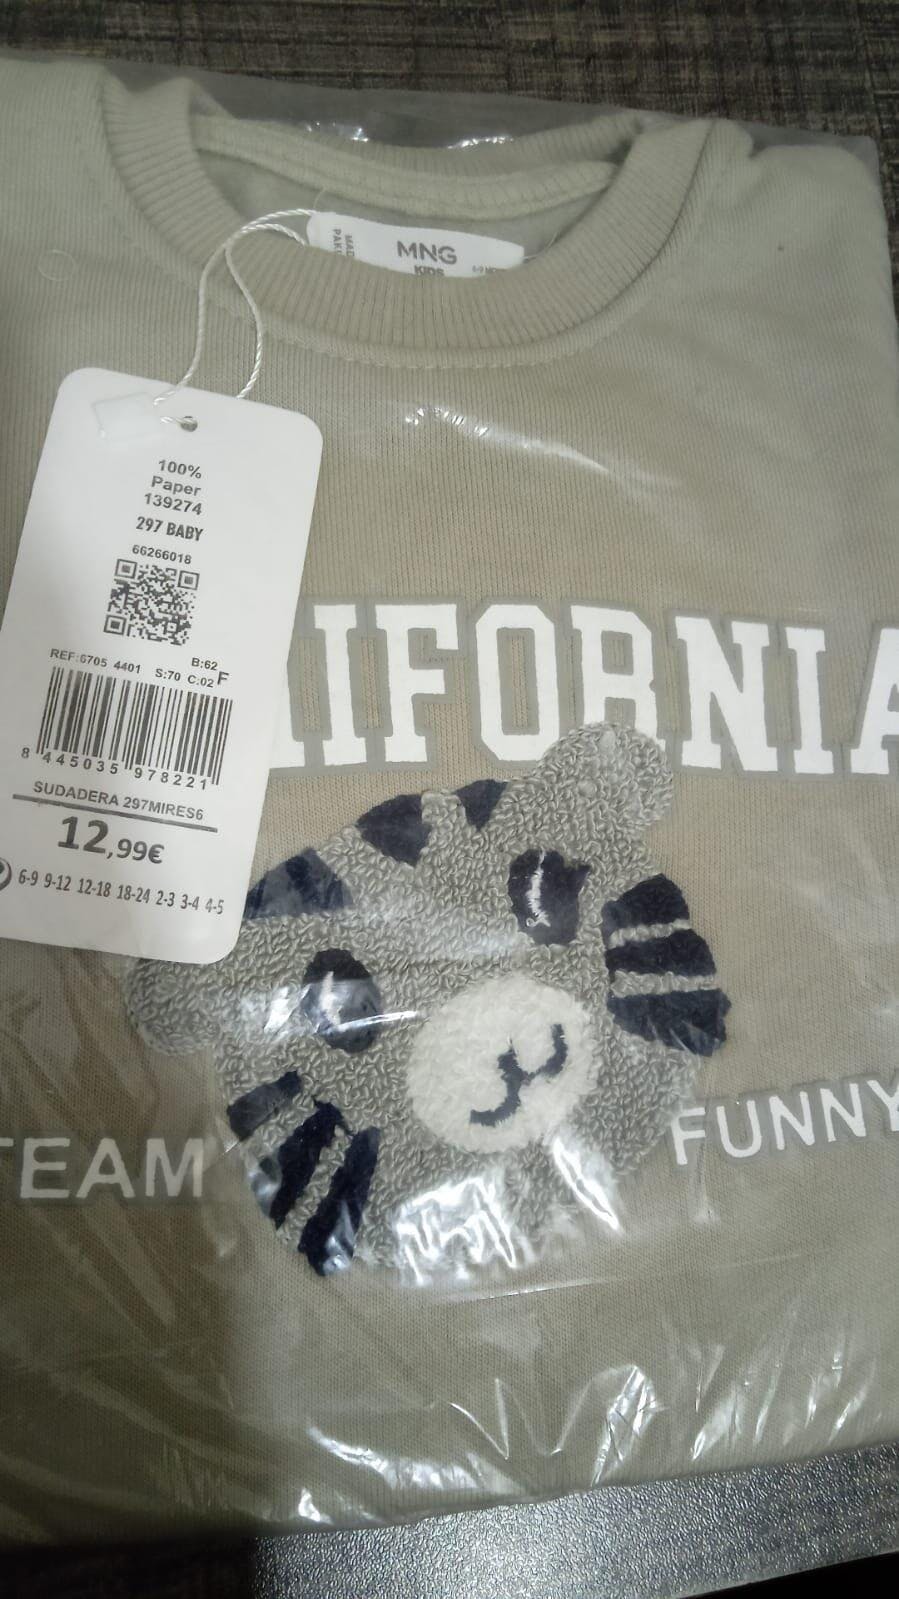 MNG
KIDS
100%
Paper
139274
297 BABY
66266018
REF:6705 4401
B:62
S:70 C:02 F
8 445035 978221
SUDADERA 297MIRES6
12,99€
6-9 9-12 12-18 18-24 2-3 3-4 4-5
IFORNIA
TEAM
FUNNY